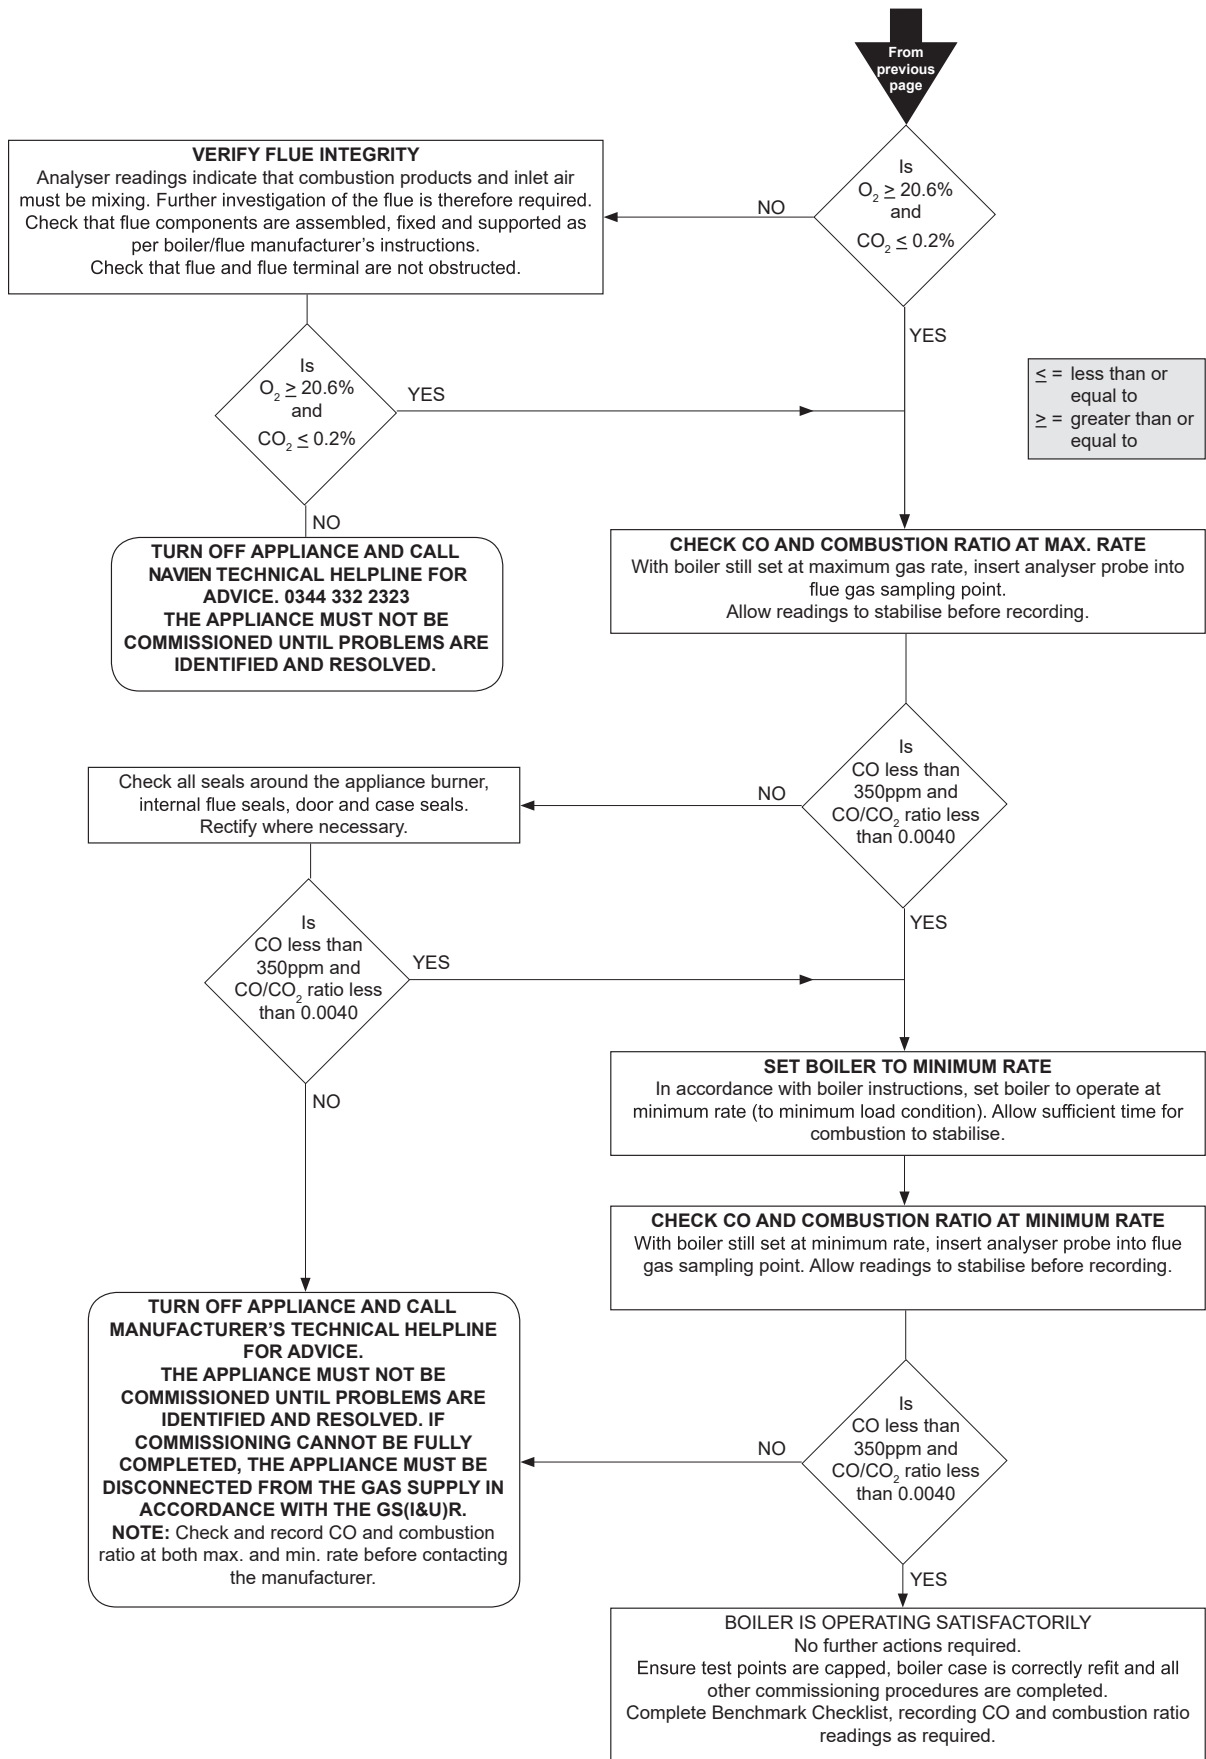 From
previous
page
Is
O₂ ≥ 20.6%
and
CO₂ ≤ 0.2%
NO
YES
VERIFY FLUE INTEGRITY
Analyser readings indicate that combustion products and inlet air
must be mixing. Further investigation of the flue is therefore required.
Check that flue components are assembled, fixed and supported as
per boiler/flue manufacturer's instructions.
Check that flue and flue terminal are not obstructed.
Is
O₂ ≥ 20.6%
and
CO₂ ≤ 0.2%
YES
NO
≤ = less than or
equal to
≥ = greater than or
equal to
TURN OFF APPLIANCE AND CALL
NAVIEN TECHNICAL HELPLINE FOR
ADVICE. 0344 332 2323
THE APPLIANCE MUST NOT BE
COMMISSIONED UNTIL PROBLEMS ARE
IDENTIFIED AND RESOLVED.
CHECK CO AND COMBUSTION RATIO AT MAX. RATE
With boiler still set at maximum gas rate, insert analyser probe into
flue gas sampling point.
Allow readings to stabilise before recording.
Is
CO less than
350ppm and
CO/CO₂ ratio less
than 0.0040
NO
YES
Check all seals around the appliance burner,
internal flue seals, door and case seals.
Rectify where necessary.
Is
CO less than
350ppm and
CO/CO₂ ratio less
than 0.0040
YES
NO
SET BOILER TO MINIMUM RATE
In accordance with boiler instructions, set boiler to operate at
minimum rate (to minimum load condition). Allow sufficient time for
combustion to stabilise.
CHECK CO AND COMBUSTION RATIO AT MINIMUM RATE
With boiler still set at minimum rate, insert analyser probe into flue
gas sampling point. Allow readings to stabilise before recording.
TURN OFF APPLIANCE AND CALL
MANUFACTURER'S TECHNICAL HELPLINE
FOR ADVICE.
THE APPLIANCE MUST NOT BE
COMMISSIONED UNTIL PROBLEMS ARE
IDENTIFIED AND RESOLVED. IF
COMMISSIONING CANNOT BE FULLY
COMPLETED, THE APPLIANCE MUST BE
DISCONNECTED FROM THE GAS SUPPLY IN
ACCORDANCE WITH THE GS(I&U)R.
NOTE: Check and record CO and combustion
ratio at both max. and min. rate before contacting
the manufacturer.
Is
CO less than
350ppm and
CO/CO₂ ratio less
than 0.0040
NO
YES
BOILER IS OPERATING SATISFACTORILY
No further actions required.
Ensure test points are capped, boiler case is correctly refit and all
other commissioning procedures are completed.
Complete Benchmark Checklist, recording CO and combustion ratio
readings as required.